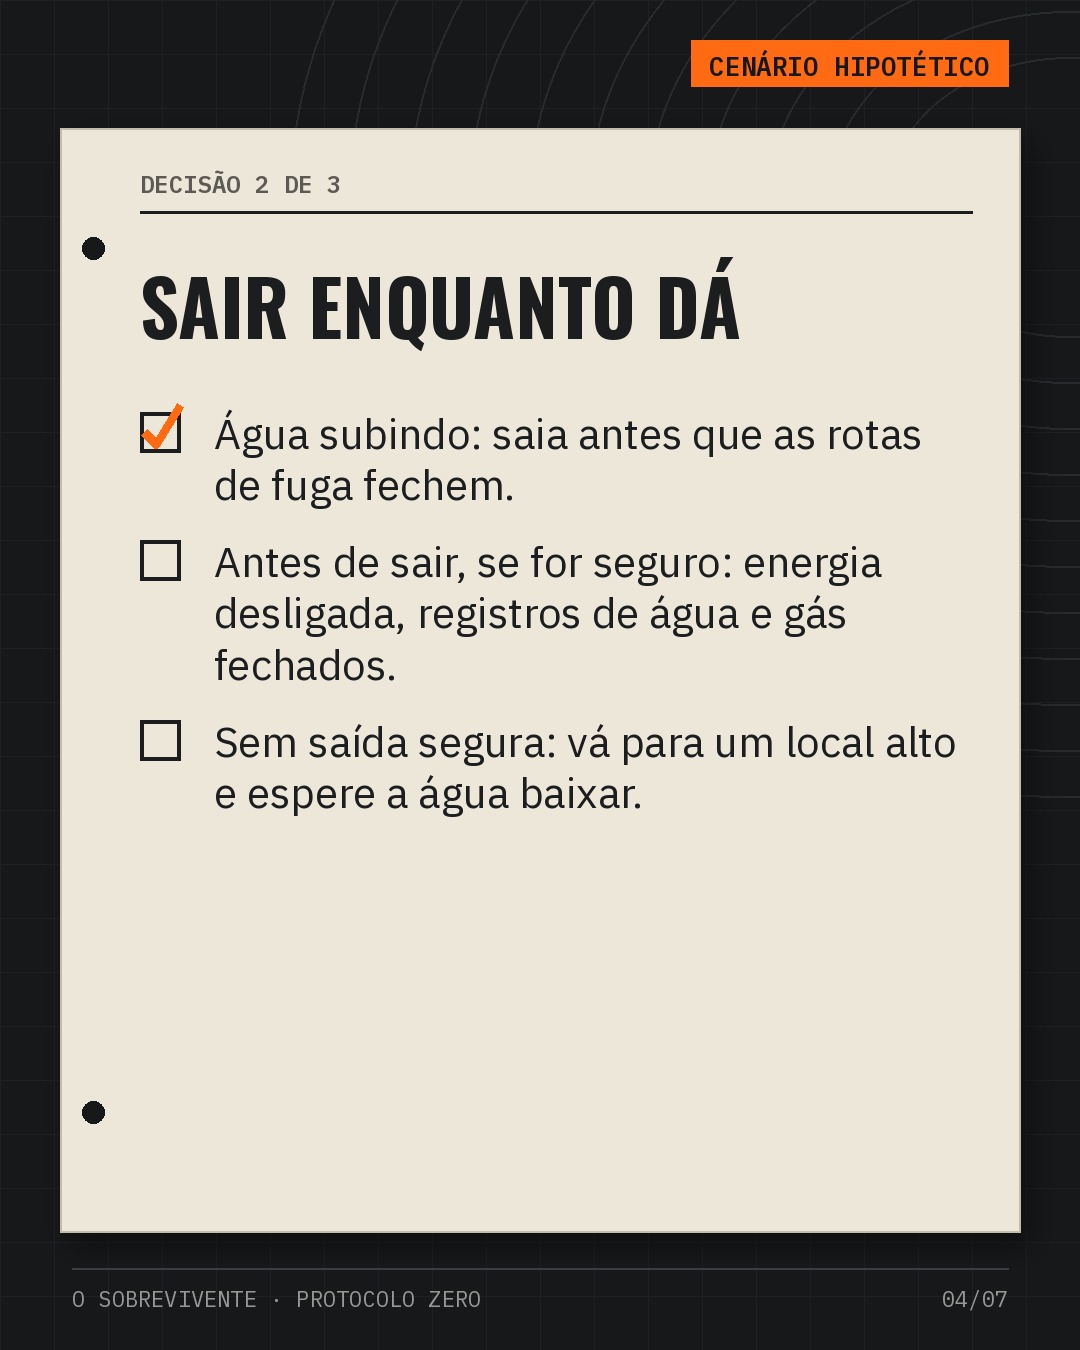 CENÁRIO HIPOTÉTICO
DECISÃO 2 DE 3
SAIR ENQUANTO DÁ
Água subindo: saia antes que as rotas
de fuga fechem.
Antes de sair, se for seguro: energia
desligada, registros de água e gás
fechados.
Sem saída segura: vá para um local alto
e espere a água baixar.
O SOBREVIVENTE · PROTOCOLO ZERO
04/07